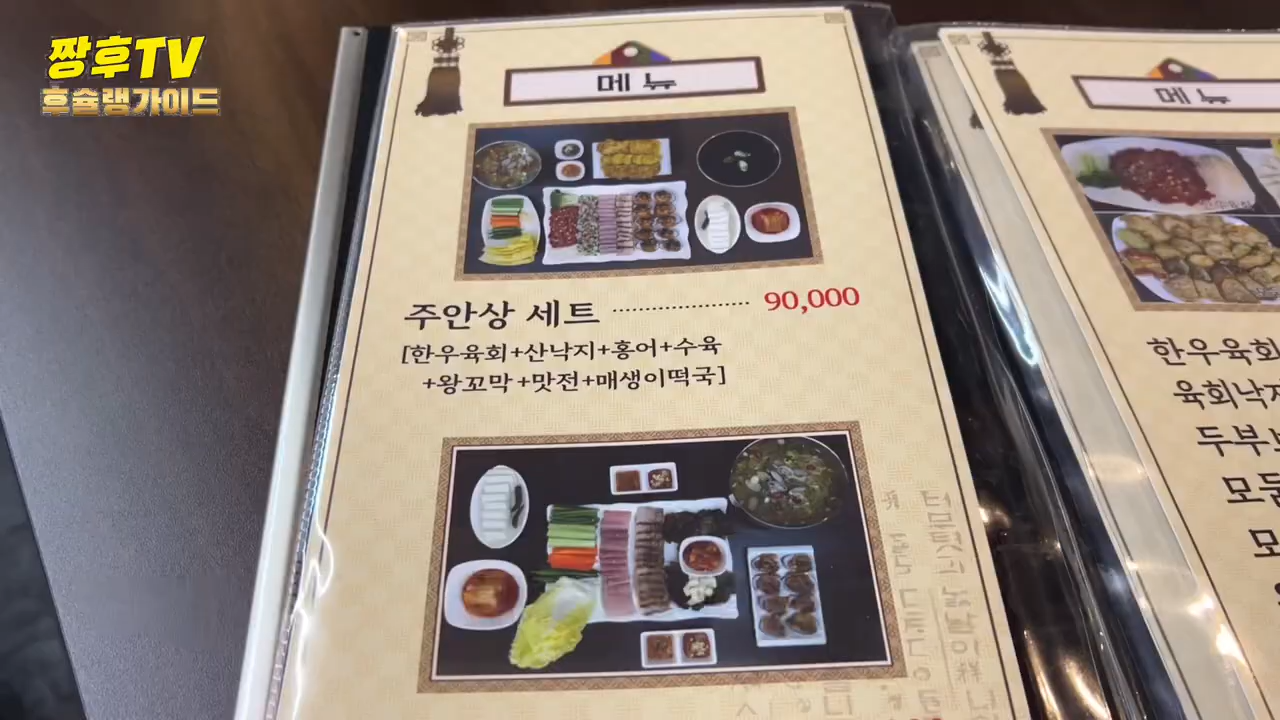 짱후TV
후슐랭가이드
메뉴
주안상 세트 90,000
[한우육회+산낙지+홍어+수육
+왕꼬막+맛전+매생이떡국]
메뉴
한우육회
육회낙지
두부
모든